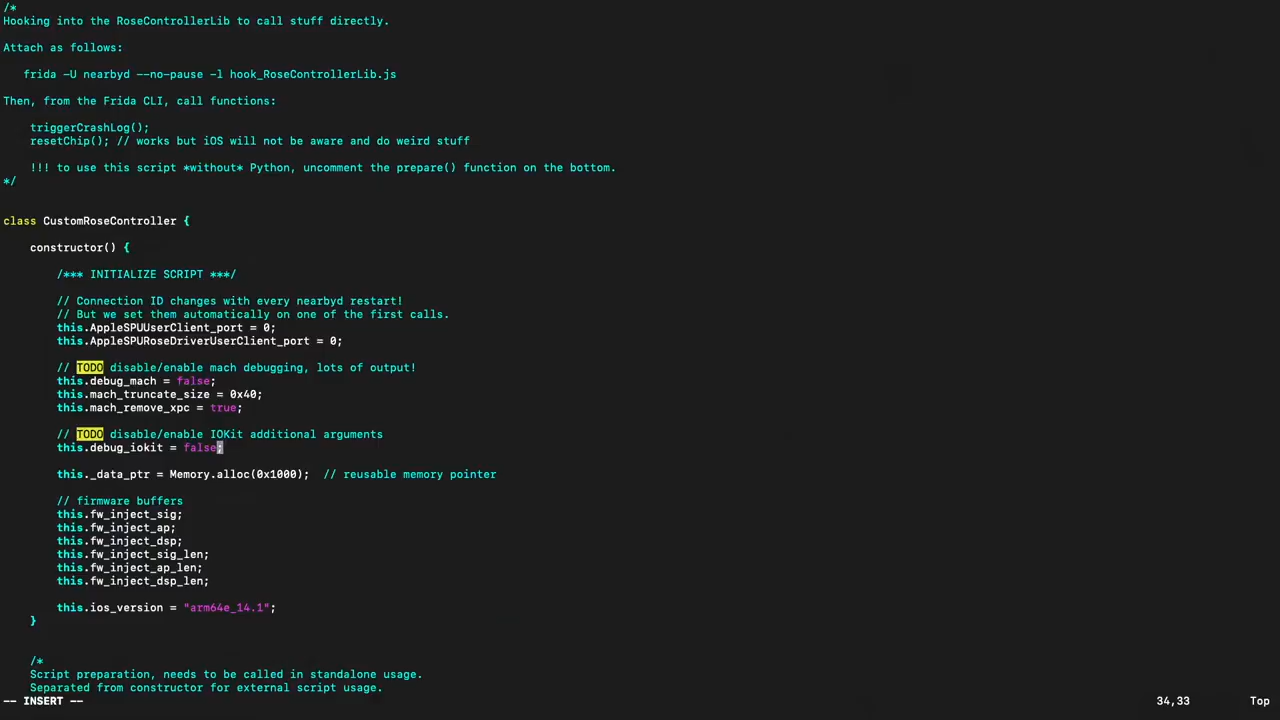 /*
Hooking into the RoseControllerLib to call stuff directly.
Attach as follows:
frida -U nearbyd --no-pause -l hook_RoseControllerLib.js
Then, from the Frida CLI, call functions:
triggerCrashLog();
resetChip(); // works but iOS will not be aware and do weird stuff
!!! to use this script *without* Python, uncomment the prepare() function on the bottom.
*/
class CustomRoseController {
constructor() {
/*** INITIALIZE SCRIPT ***/
// Connection ID changes with every nearbyd restart!
// But we set them automatically on one of the first calls.
this.AppleSPUUserClient_port = 0;
this.AppleSPURoseDriverUserClient_port = 0;
// TODO disable/enable mach debugging, lots of output!
this.debug_mach = false;
this.mach_truncate_size = 0x40;
this.mach_remove_xpc = true;
// TODO disable/enable IOKit additional arguments
this.debug_iokit = false;
this._data_ptr = Memory.alloc(0x1000);  // reusable memory pointer
// firmware buffers
this.fw_inject_sig;
this.fw_inject_ap;
this.fw_inject_dsp;
this.fw_inject_sig_len;
this.fw_inject_ap_len;
this.fw_inject_dsp_len;
this.ios_version = "arm64e_14.1";
}
/*
Script preparation, needs to be called in standalone usage.
Separated from constructor for external script usage.
-- INSERT -- 34,33 Top